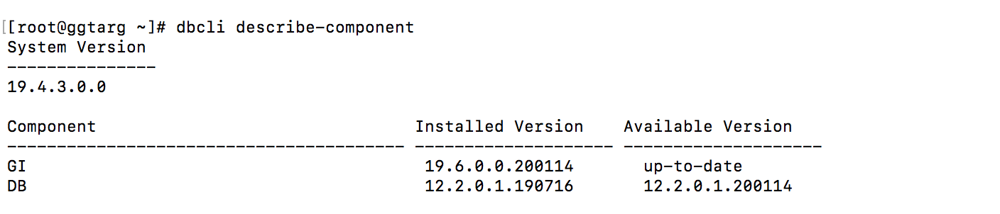 [[root@ggtarg ~]# dbcli describe-component
System Version
---------------
19.4.3.0.0
Component                                Installed Version    Available Version
---------------------------------------- -------------------- --------------------
GI                                        19.6.0.0.200114       up-to-date
DB                                        12.2.0.1.190716       12.2.0.1.200114